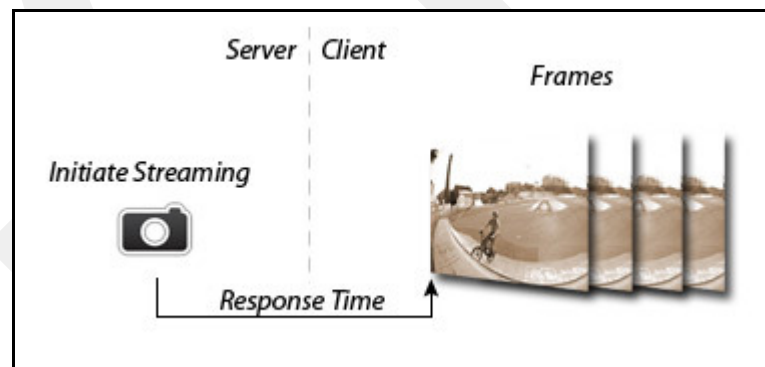 Server Client
Frames
Initiate Streaming
Response Time